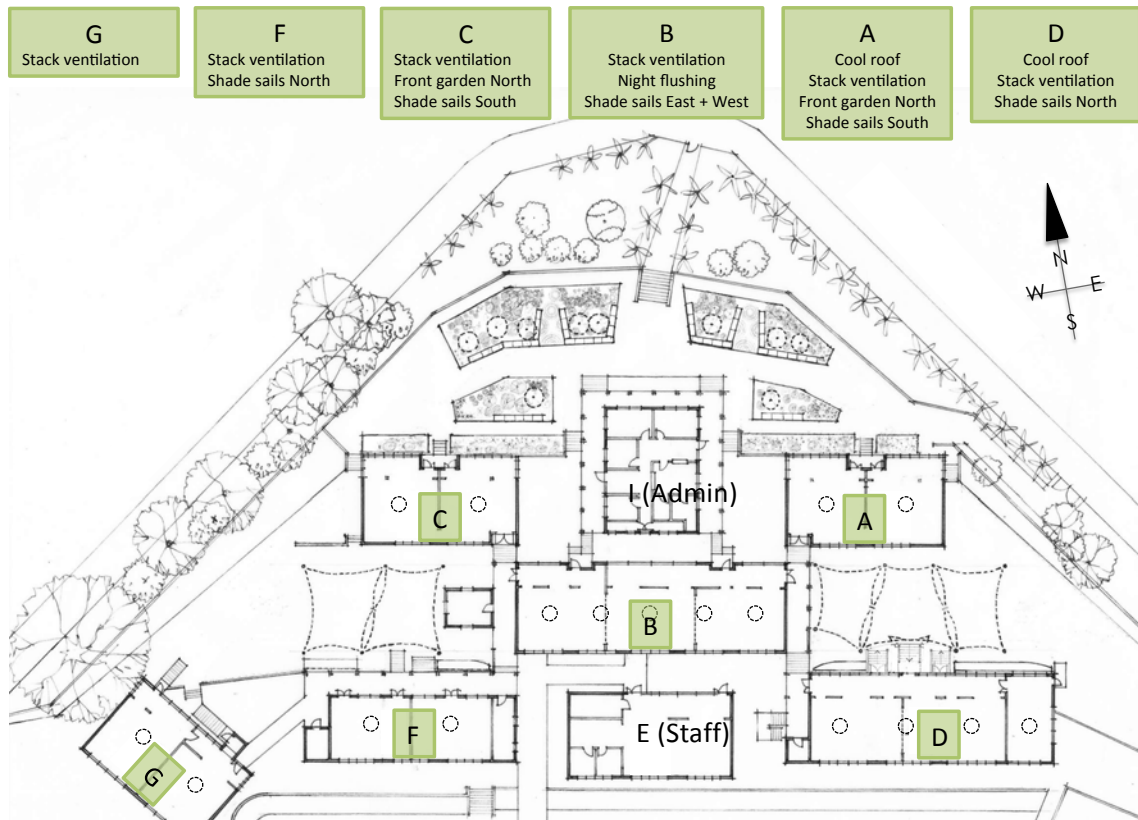 G
Stack ventilation
F
Stack ventilation
Shade sails North
C
Stack ventilation
Front garden North
Shade sails South
B
Stack ventilation
Night flushing
Shade sails East + West
A
Cool roof
Stack ventilation
Front garden North
Shade sails South
D
Cool roof
Stack ventilation
Shade sails North
N
W
E
S
I (Admin)
C
A
B
F
E (Staff)
D
G